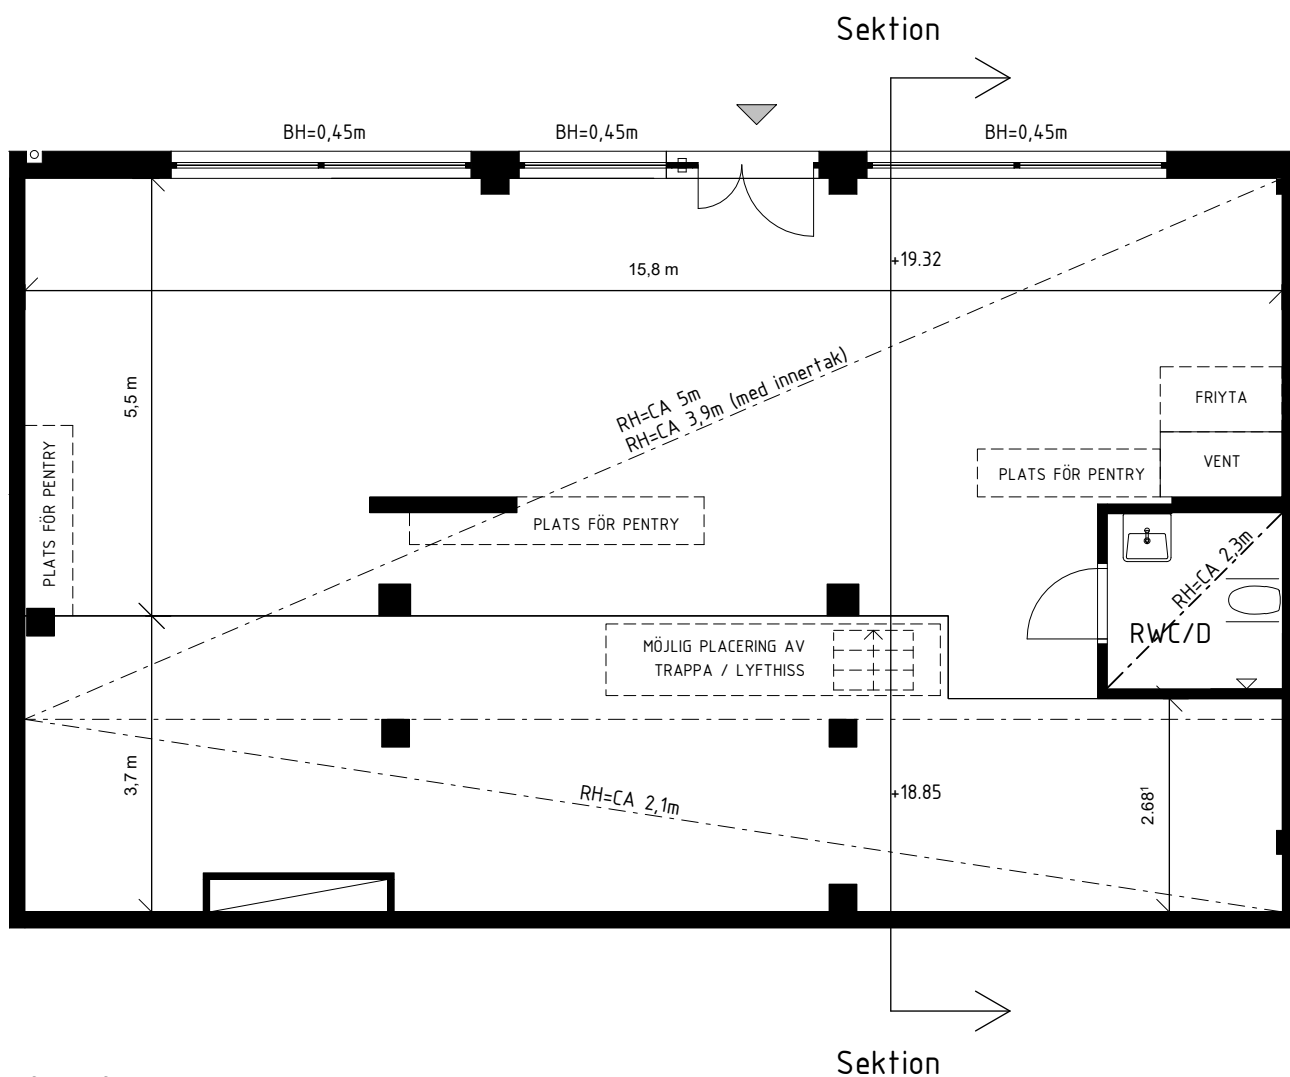 Sektion
BH=0,45m
BH=0,45m
BH=0,45m
+19.32
15,8 m
RH=CA 5m
RH=CA 3,9m (med innertak)
5,5 m
FRIYTA
VENT
PLATS FÖR PENTRY
PLATS FÖR PENTRY
PLATS FÖR PENTRY
RH=CA 2,3m
RWC/D
MÖJLIG PLACERING AV
TRAPPA / LYFTHISS
3,7 m
RH=CA 2,1m
+18.85
2.68¹
Sektion